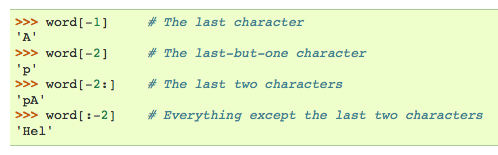 >>> word[-1]     # The last character
'A'
>>> word[-2]     # The last-but-one character
'p'
>>> word[-2:]    # The last two characters
'pA'
>>> word[:-2]    # Everything except the last two characters
'Hel'